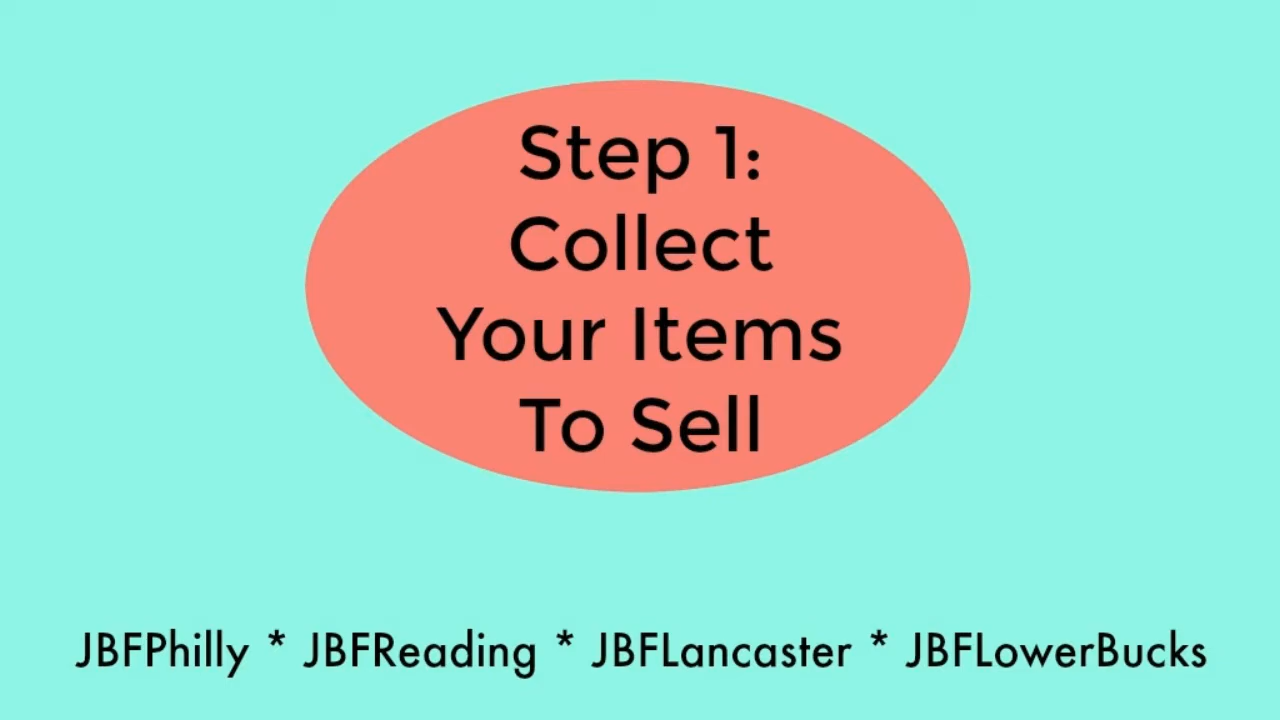 Step 1:
Collect
Your Items
To Sell
JBFPhilly * JBFReading * JBFLancaster * JBFLowerBucks